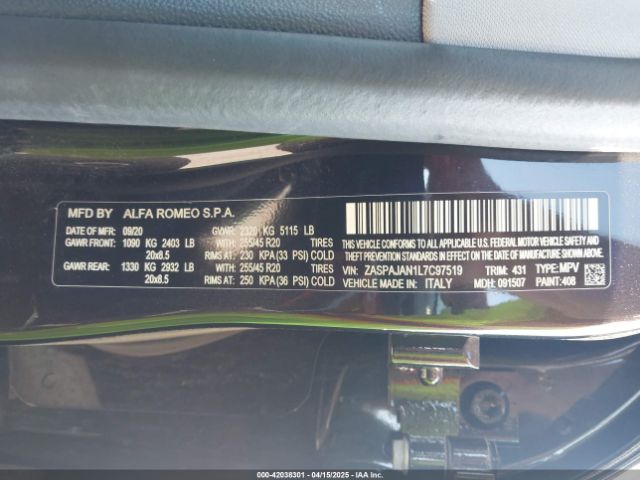 MFD BY ALFA ROMEO S.P.A.
DATE OF MFR: 09/20 GVWR: 2320 KG 5115 LB
GAWR FRONT: 1090 KG 2403 LB WITH: 255/45 R20 TIRES
20x8.5 RIMS AT: 230 KPA (33 PSI) COLD
GAWR REAR: 1330 KG 2932 LB WITH: 255/45 R20 TIRES
20x8.5 RIMS AT: 250 KPA (36 PSI) COLD
THIS VEHICLE CONFORMS TO ALL APPLICABLE U.S. FEDERAL MOTOR VEHICLE SAFETY, BUMPER, AND THEFT PREVENTION STANDARDS IN EFFECT ON THE DATE OF MANUFACTURE SHOWN ABOVE.
VIN: ZASPAJAN1L7C97519 TRIM: 431 TYPE: MPV
VEHICLE MADE IN: ITALY MDH: 091507 PAINT: 408
000-42038301 - 04/15/2025 - IAAI.COM